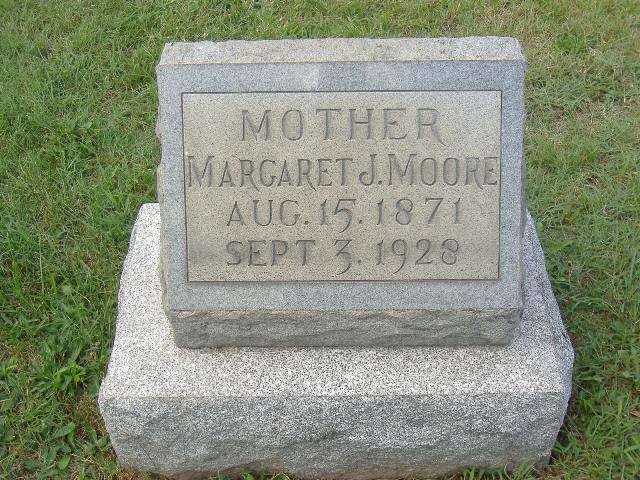 MOTHER
MARGARET J. MOORE
AUG. 15. 1871
SEPT 3. 1928